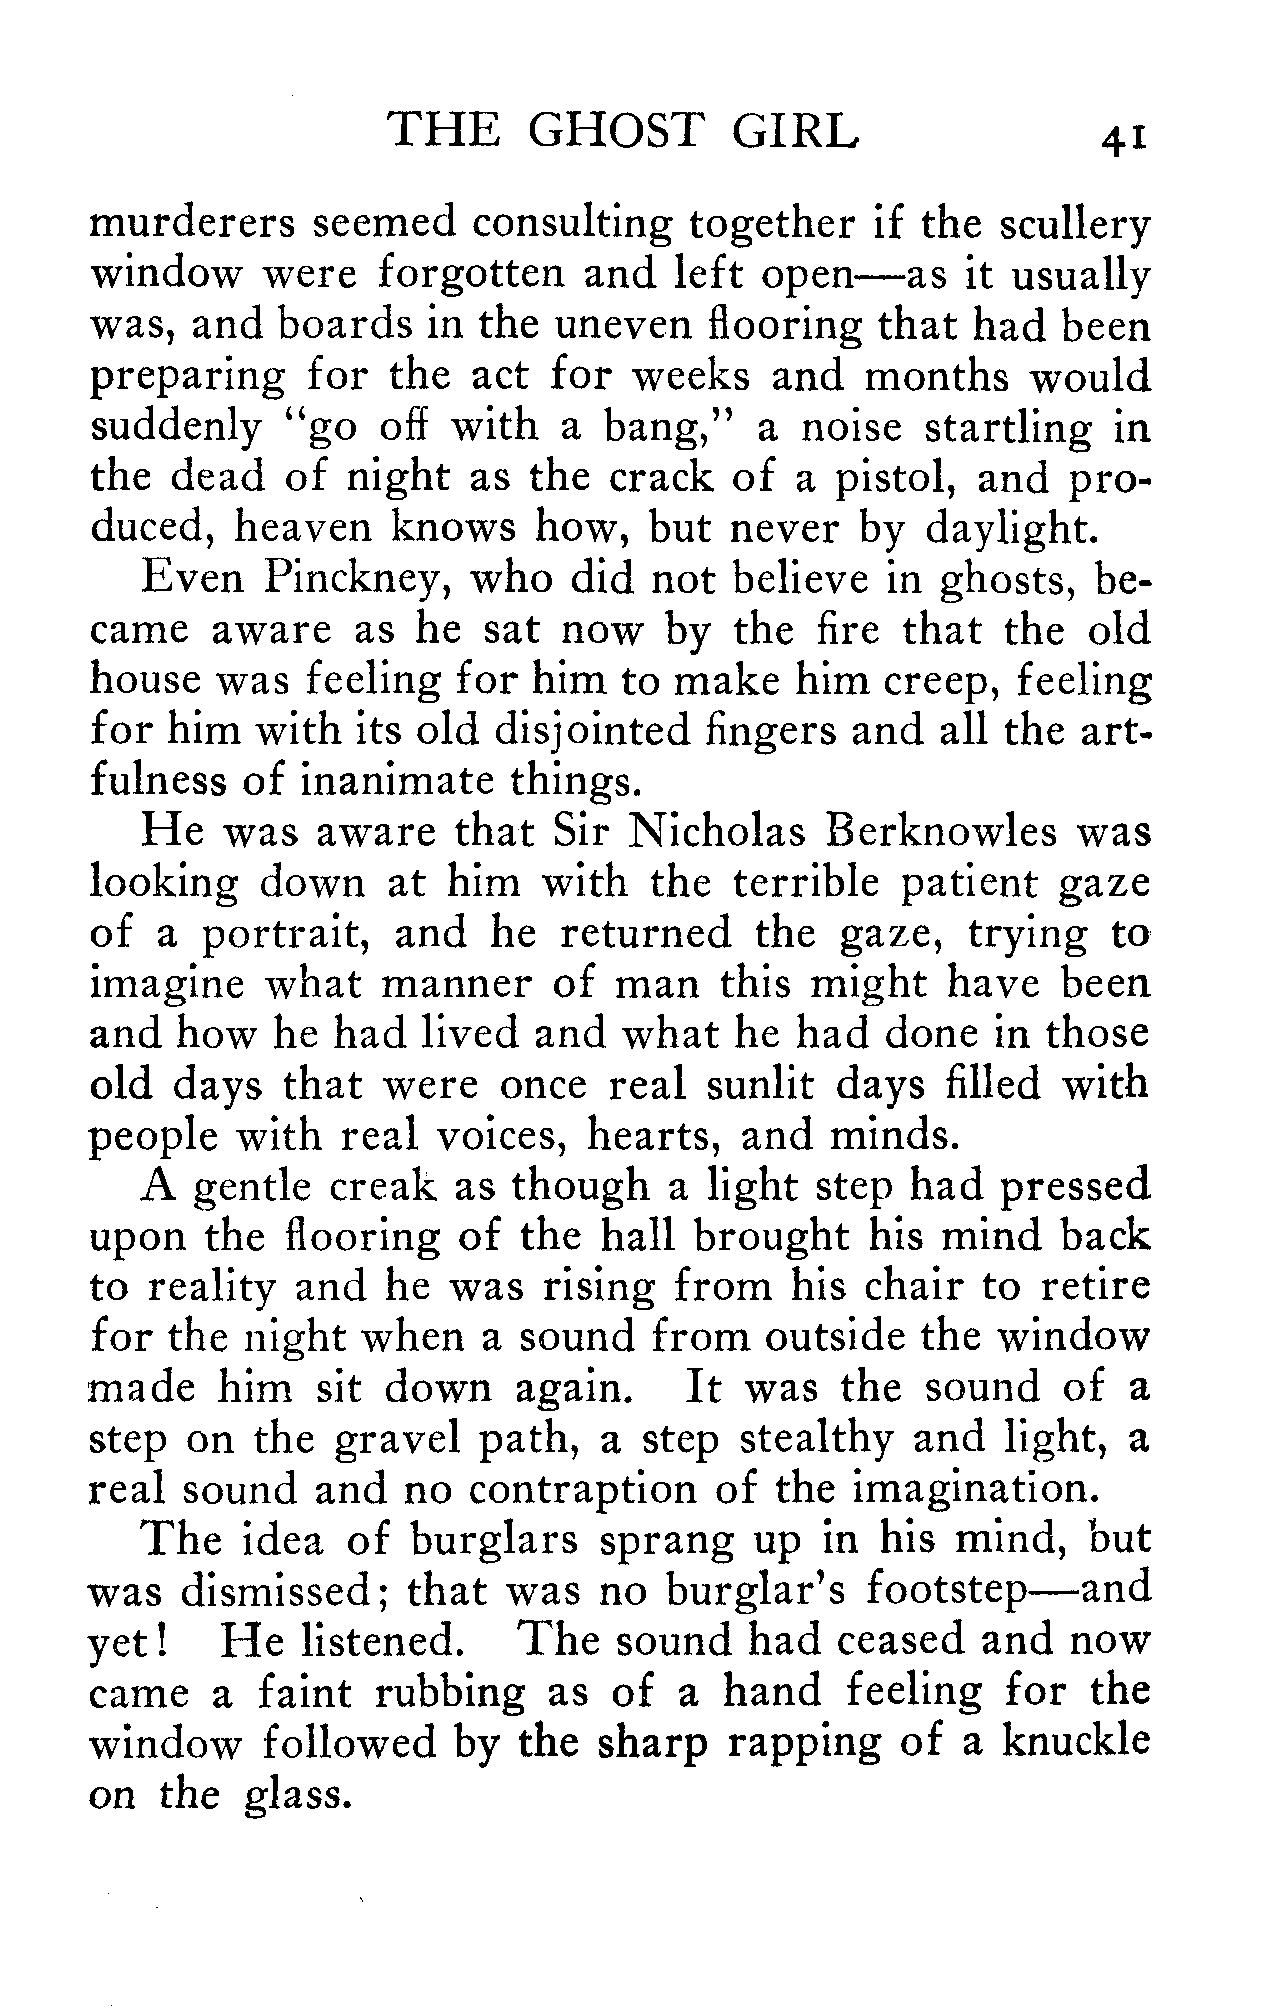 THE GHOST GIRL 41
murderers seemed consulting together if the scullery
window were forgotten and left open—as it usually
was, and boards in the uneven flooring that had been
preparing for the act for weeks and months would
suddenly "go off with a bang," a noise startling in
the dead of night as the crack of a pistol, and pro-
duced, heaven knows how, but never by daylight.
Even Pinckney, who did not believe in ghosts, be-
came aware as he sat now by the fire that the old
house was feeling for him to make him creep, feeling
for him with its old disjointed fingers and all the art-
fulness of inanimate things.
He was aware that Sir Nicholas Berknowles was
looking down at him with the terrible patient gaze
of a portrait, and he returned the gaze, trying to
imagine what manner of man this might have been
and how he had lived and what he had done in those
old days that were once real sunlit days filled with
people with real voices, hearts, and minds.
A gentle creak as though a light step had pressed
upon the flooring of the hall brought his mind back
to reality and he was rising from his chair to retire
for the night when a sound from outside the window
made him sit down again. It was the sound of a
step on the gravel path, a step stealthy and light, a
real sound and no contraption of the imagination.
The idea of burglars sprang up in his mind, but
was dismissed; that was no burglar's footstep—and
yet! He listened. The sound had ceased and now
came a faint rubbing as of a hand feeling for the
window followed by the sharp rapping of a knuckle
on the glass.